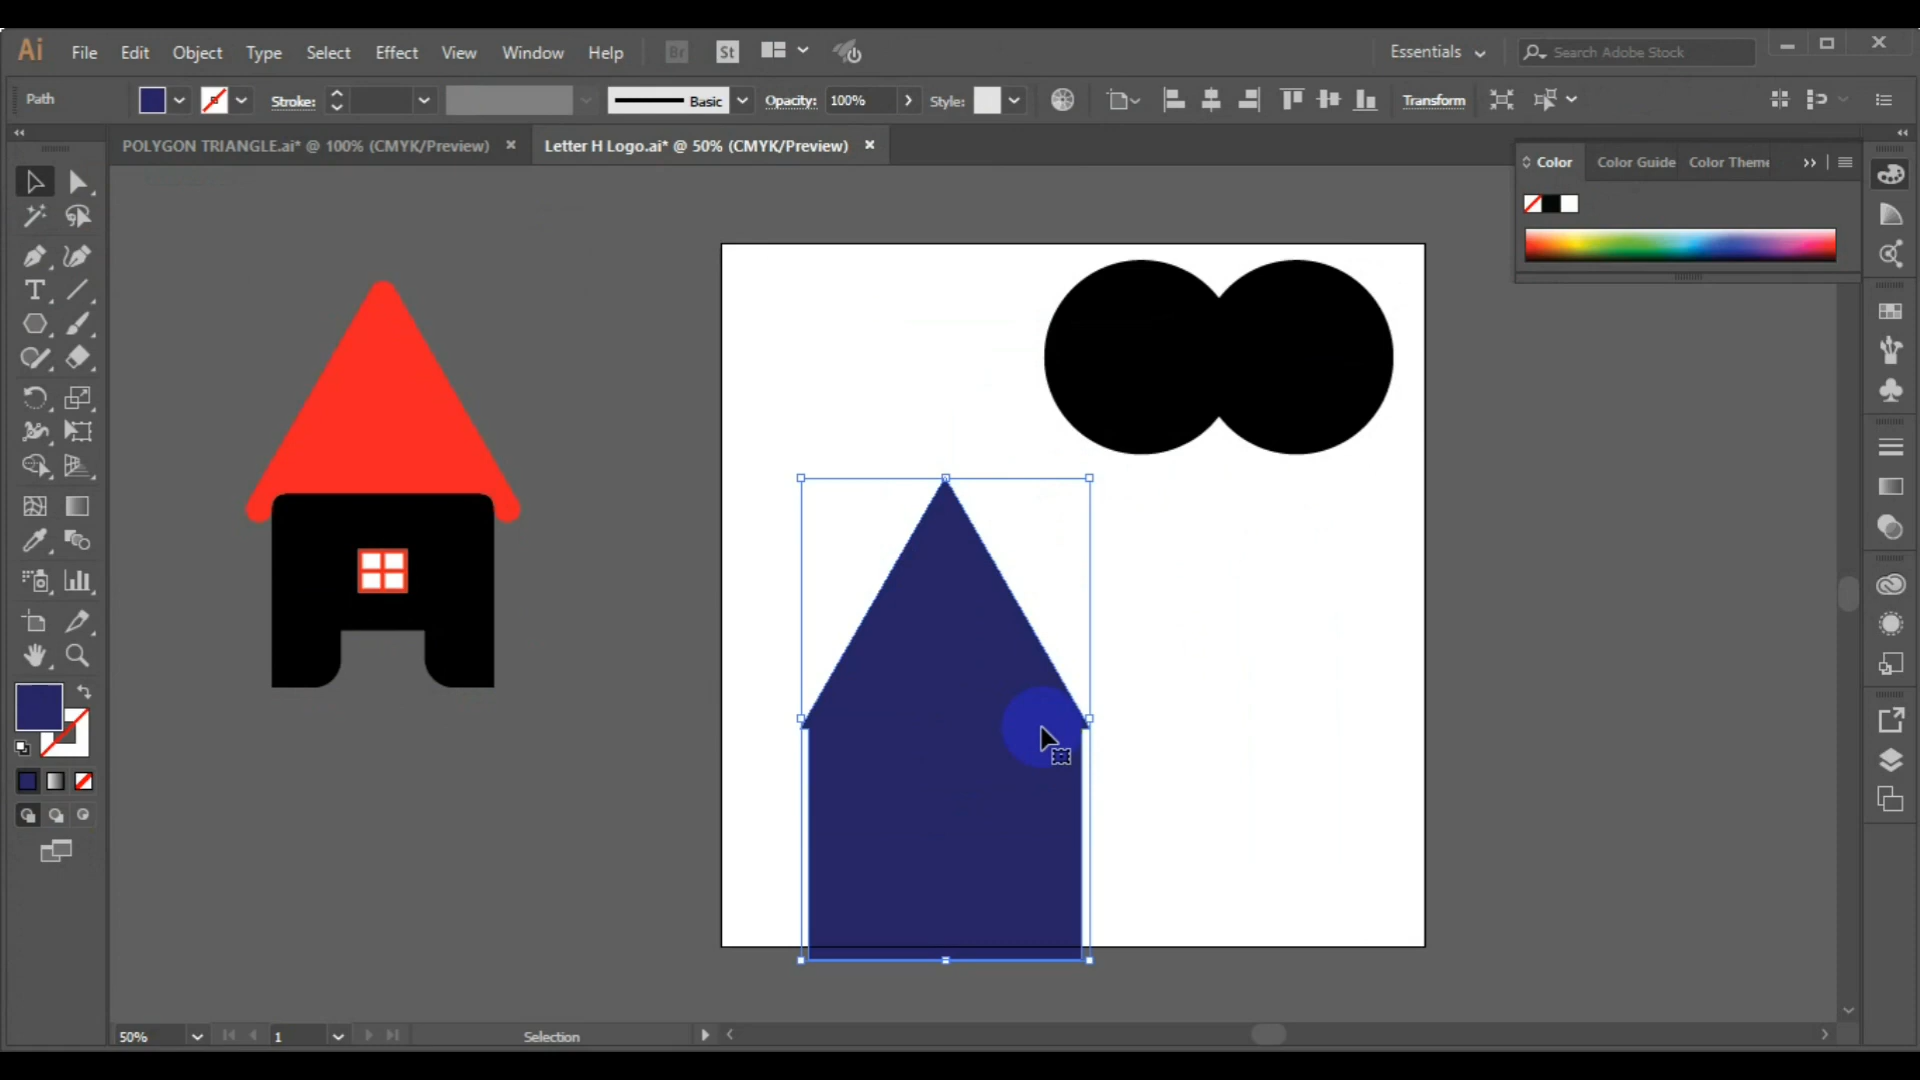 Ai File Edit Object Type Select Effect View Window Help Br St Essentials Search Adobe Stock
Path Stroke: Basic Opacity: 100% Style: Transform
POLYGON TRIANGLE.ai* @ 100% (CMYK/Preview) Letter H Logo.ai* @ 50% (CMYK/Preview)
Color Color Guide Color Theme
50% 1 Selection